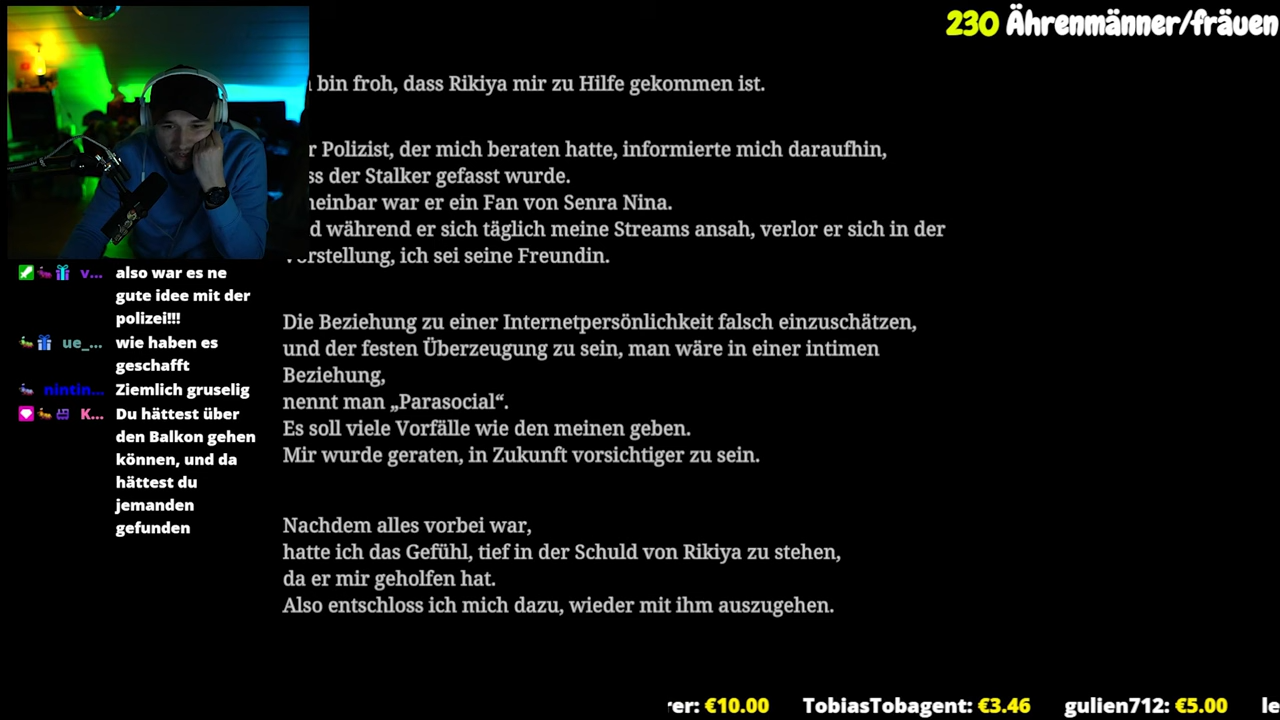 230 Ährenmänner/fräuen
bin froh, dass Rikiya mir zu Hilfe gekommen ist.
r Polizist, der mich beraten hatte, informierte mich daraufhin,
ss der Stalker gefasst wurde.
heinbar war er ein Fan von Senra Nina.
d während er sich täglich meine Streams ansah, verlor er sich in der
Vorstellung, ich sei seine Freundin.
Die Beziehung zu einer Internetpersönlichkeit falsch einzuschätzen,
und der festen Überzeugung zu sein, man wäre in einer intimen
Beziehung,
nennt man „Parasocial“.
Es soll viele Vorfälle wie den meinen geben.
Mir wurde geraten, in Zukunft vorsichtiger zu sein.
Nachdem alles vorbei war,
hatte ich das Gefühl, tief in der Schuld von Rikiya zu stehen,
da er mir geholfen hat.
Also entschloss ich mich dazu, wieder mit ihm auszugehen.
v... also war es ne
gute idee mit der
polizei!!!
ue_... wie haben es
geschafft
nintin... Ziemlich gruselig
K... Du hättest über
den Balkon gehen
können, und da
hättest du
jemanden
gefunden
rer: €10.00 TobiasTobagent: €3.46 gulien712: €5.00 le